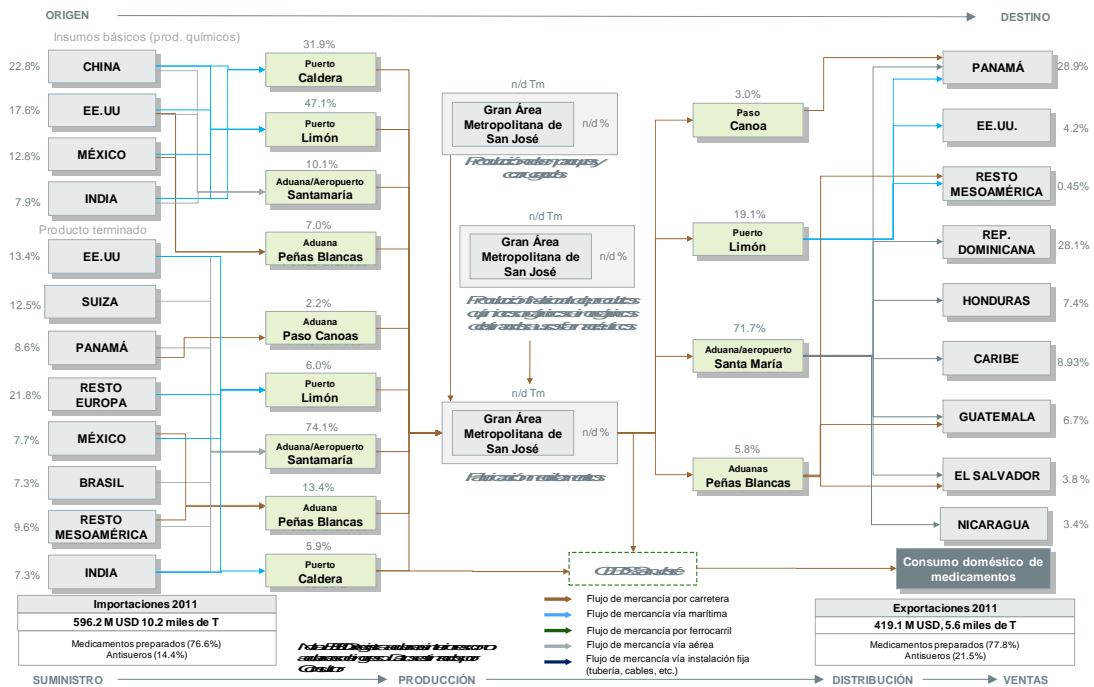 ORIGEN
DESTINO
Insumos básicos (prod. químicos)
22.8%
CHINA
17.6%
EE.UU
12.8%
MÉXICO
7.9%
INDIA
Producto terminado
13.4%
EE.UU
12.5%
SUIZA
8.6%
PANAMÁ
21.8%
RESTO
EUROPA
7.7%
MÉXICO
7.3%
BRASIL
9.6%
RESTO
MESOAMÉRICA
7.3%
INDIA
31.9%
Puerto
Caldera
47.1%
Puerto
Limón
10.1%
Aduana/Aeropuerto
Santamaría
7.0%
Aduana
Peñas Blancas
2.2%
Aduana
Paso Canoas
6.0%
Puerto
Limón
74.1%
Aduana/Aeropuerto
Santamaría
13.4%
Aduana
Peñas Blancas
5.9%
Puerto
Caldera
n/d Tm
Gran Área
Metropolitana de
San José
n/d %
n/d Tm
Gran Área
Metropolitana de
San José
n/d %
n/d Tm
Gran Área
Metropolitana de
San José
n/d %
3.0%
Paso
Canoa
19.1%
Puerto
Limón
71.7%
Aduana/aeropuerto
Santa María
5.8%
Aduanas
Peñas Blancas
PANAMÁ
28.9%
EE.UU.
4.2%
RESTO
MESOAMÉRICA
0.45%
REP.
DOMINICANA
28.1%
HONDURAS
7.4%
CARIBE
8.93%
GUATEMALA
6.7%
EL SALVADOR
3.8 %
NICARAGUA
3.4%
Consumo doméstico de
medicamentos
Importaciones 2011
596.2 M USD 10.2 miles de T
Medicamentos preparados (76.6%)
Antisueros (14.4%)
Flujo de mercancía por carretera
Flujo de mercancía vía marítima
Flujo de mercancía por ferrocarril
Flujo de mercancía vía aérea
Flujo de mercancía vía instalación fija
(tubería, cables, etc.)
Exportaciones 2011
419.1 M USD, 5.6 miles de T
Medicamentos preparados (77.8%)
Antisueros (21.5%)
SUMINISTRO
PRODUCCIÓN
DISTRIBUCIÓN
VENTAS